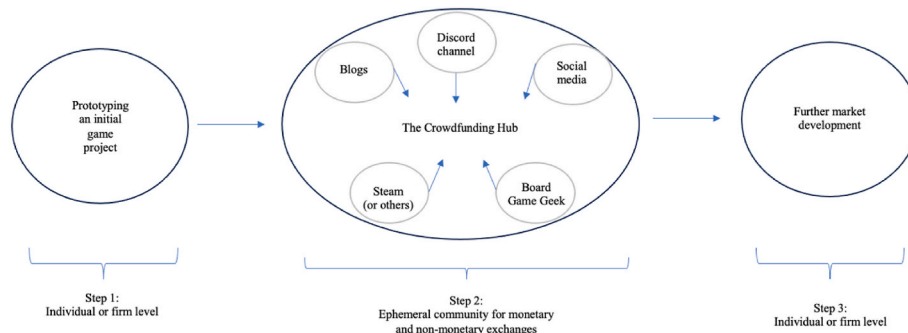 Prototyping
an initial
game
project
Blogs
Discord
channel
Social
media
The Crowdfunding Hub
Steam
(or others)
Board
Game Geek
Further market
development
Step 1:
Individual or firm level
Step 2:
Ephemeral community for monetary
and non-monetary exchanges
Step 3:
Individual or firm level